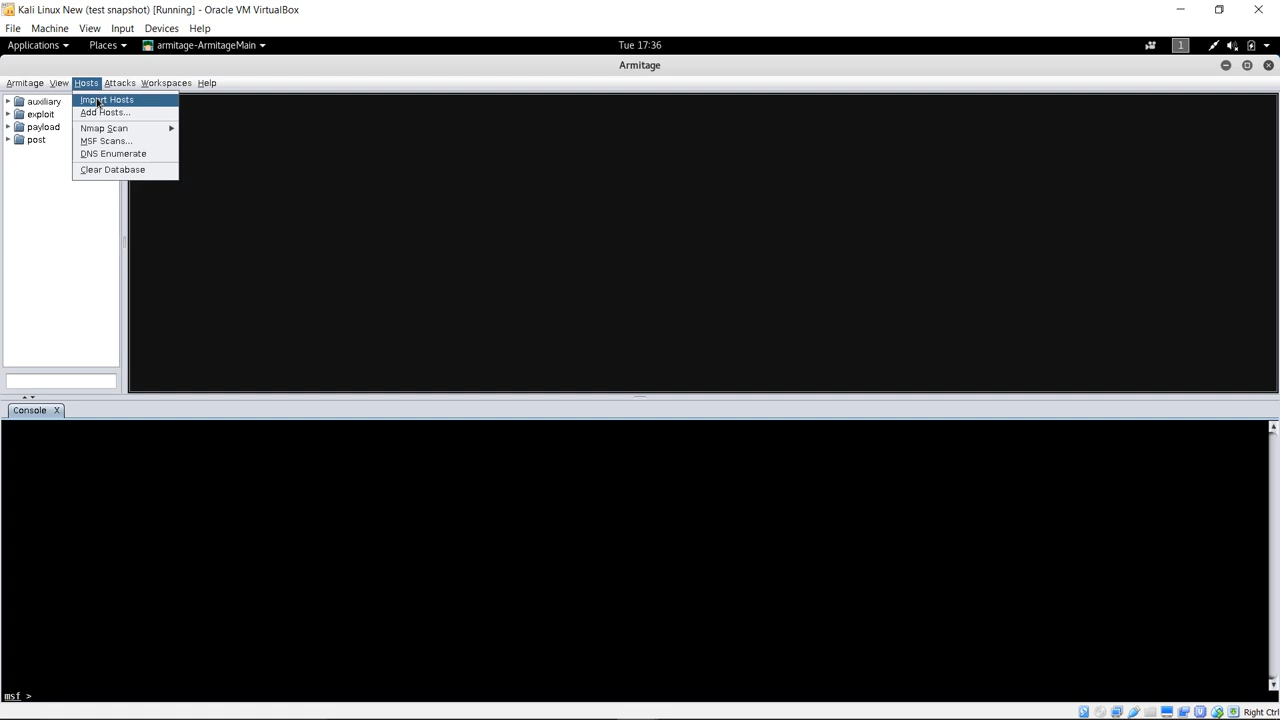 Kali Linux New (test snapshot) [Running] - Oracle VM VirtualBox
File Machine View Input Devices Help
Applications Places armitage-ArmitageMain Tue 17:36 1
Armitage
Armitage View Hosts Attacks Workspaces Help
auxiliary
exploit
payload
post
Import Hosts
Add Hosts...
Nmap Scan
MSF Scans...
DNS Enumerate
Clear Database
Console X
msf >
Right Ctrl